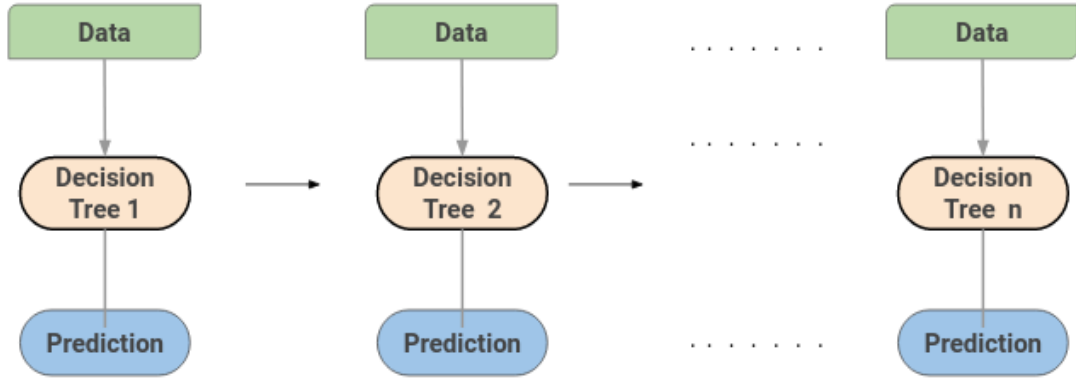 Data
Data
. . . . . . .
Data
. . . . . . .
Decision
Tree 1
Decision
Tree 2
Decision
Tree n
Prediction
Prediction
. . . . . . .
Prediction